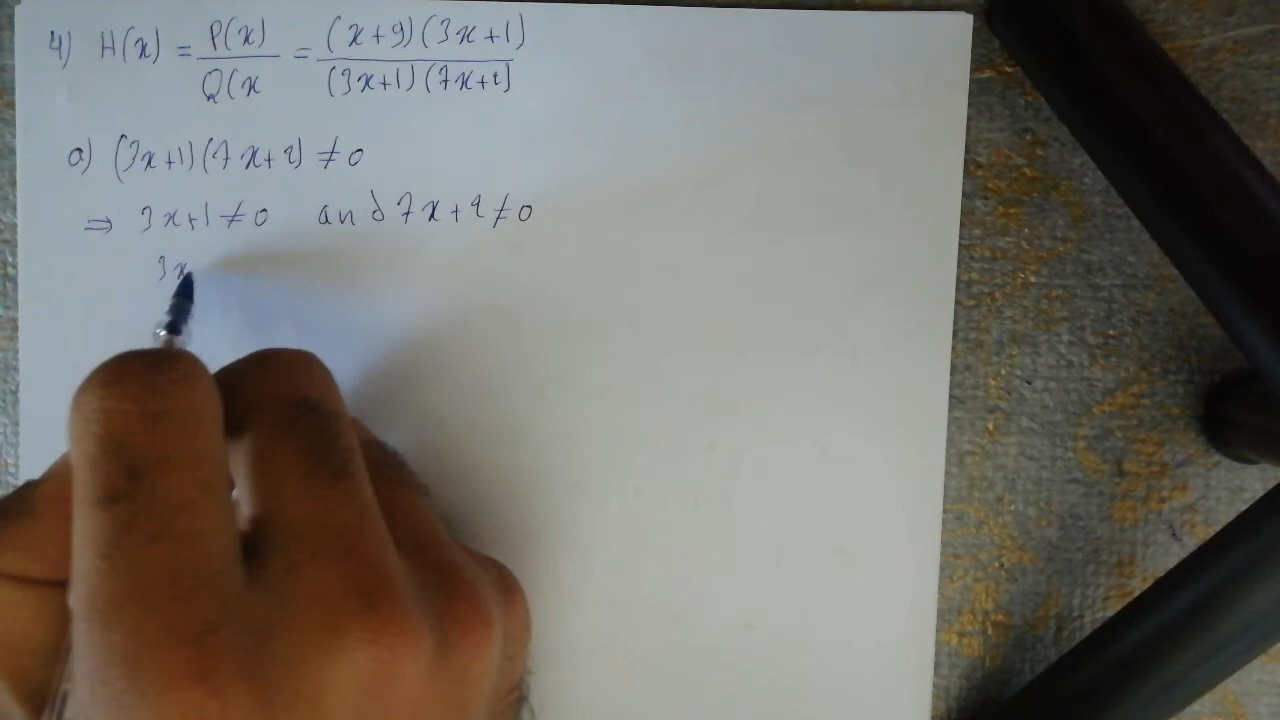 4) H(x) = P(x) / Q(x = (x+9)(3x+1) / (3x+1)(7x+2)
a) (3x+1)(7x+2) ≠ 0
⇒ 3x+1 ≠ 0 and 7x+2 ≠ 0
3x